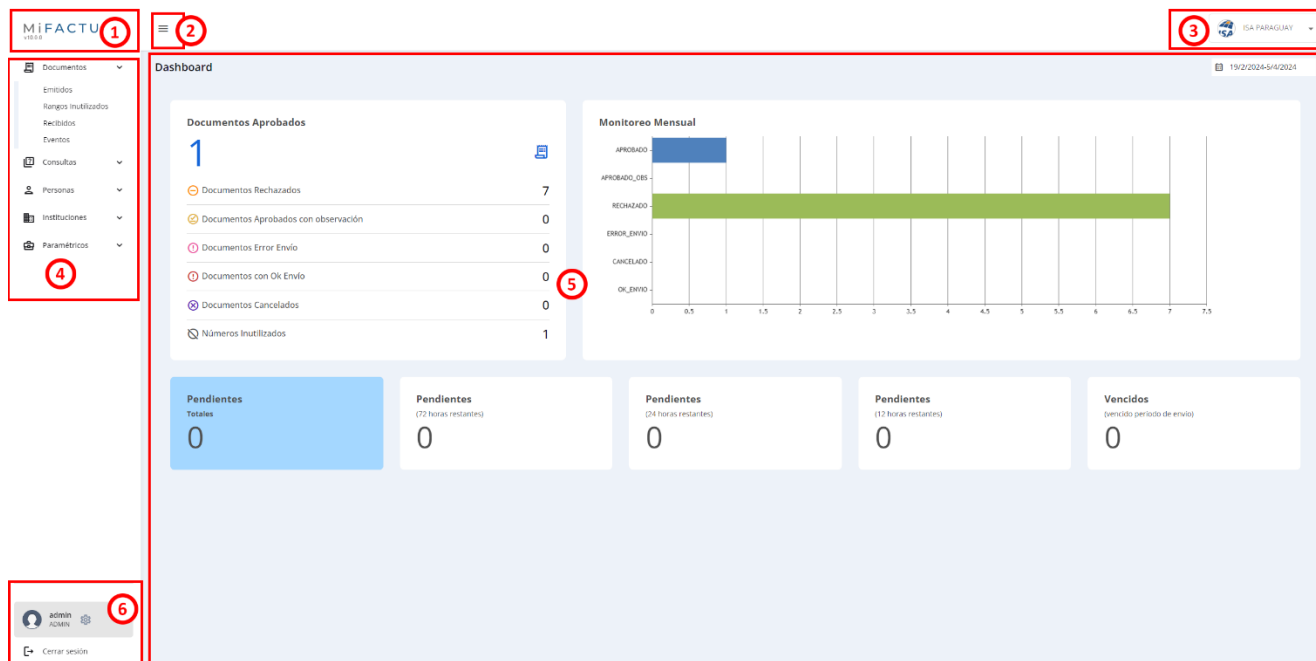 MiFACTU 1
v10.0.0
2
3 ISA ISA PARAGUAY
Documentos
Emitidos
Rangos Inutilizados
Recibidos
Eventos
Consultas
Personas
Instituciones
Paramétricos
4
Dashboard
19/2/2024-5/4/2024
Documentos Aprobados
1
Documentos Rechazados 7
Documentos Aprobados con observación 0
Documentos Error Envío 0
Documentos con Ok Envío 0
Documentos Cancelados 0
Números Inutilizados 1
5
Monitoreo Mensual
APROBADO
APROBADO_OBS
RECHAZADO
ERROR_ENVIO
CANCELADO
OK_ENVIO
0 0.5 1 1.5 2 2.5 3 3.5 4 4.5 5 5.5 6 6.5 7 7.5
Pendientes
Totales
0
Pendientes
(72 horas restantes)
0
Pendientes
(24 horas restantes)
0
Pendientes
(12 horas restantes)
0
Vencidos
(vencido periodo de envío)
0
admin
ADMIN
6
Cerrar sesión